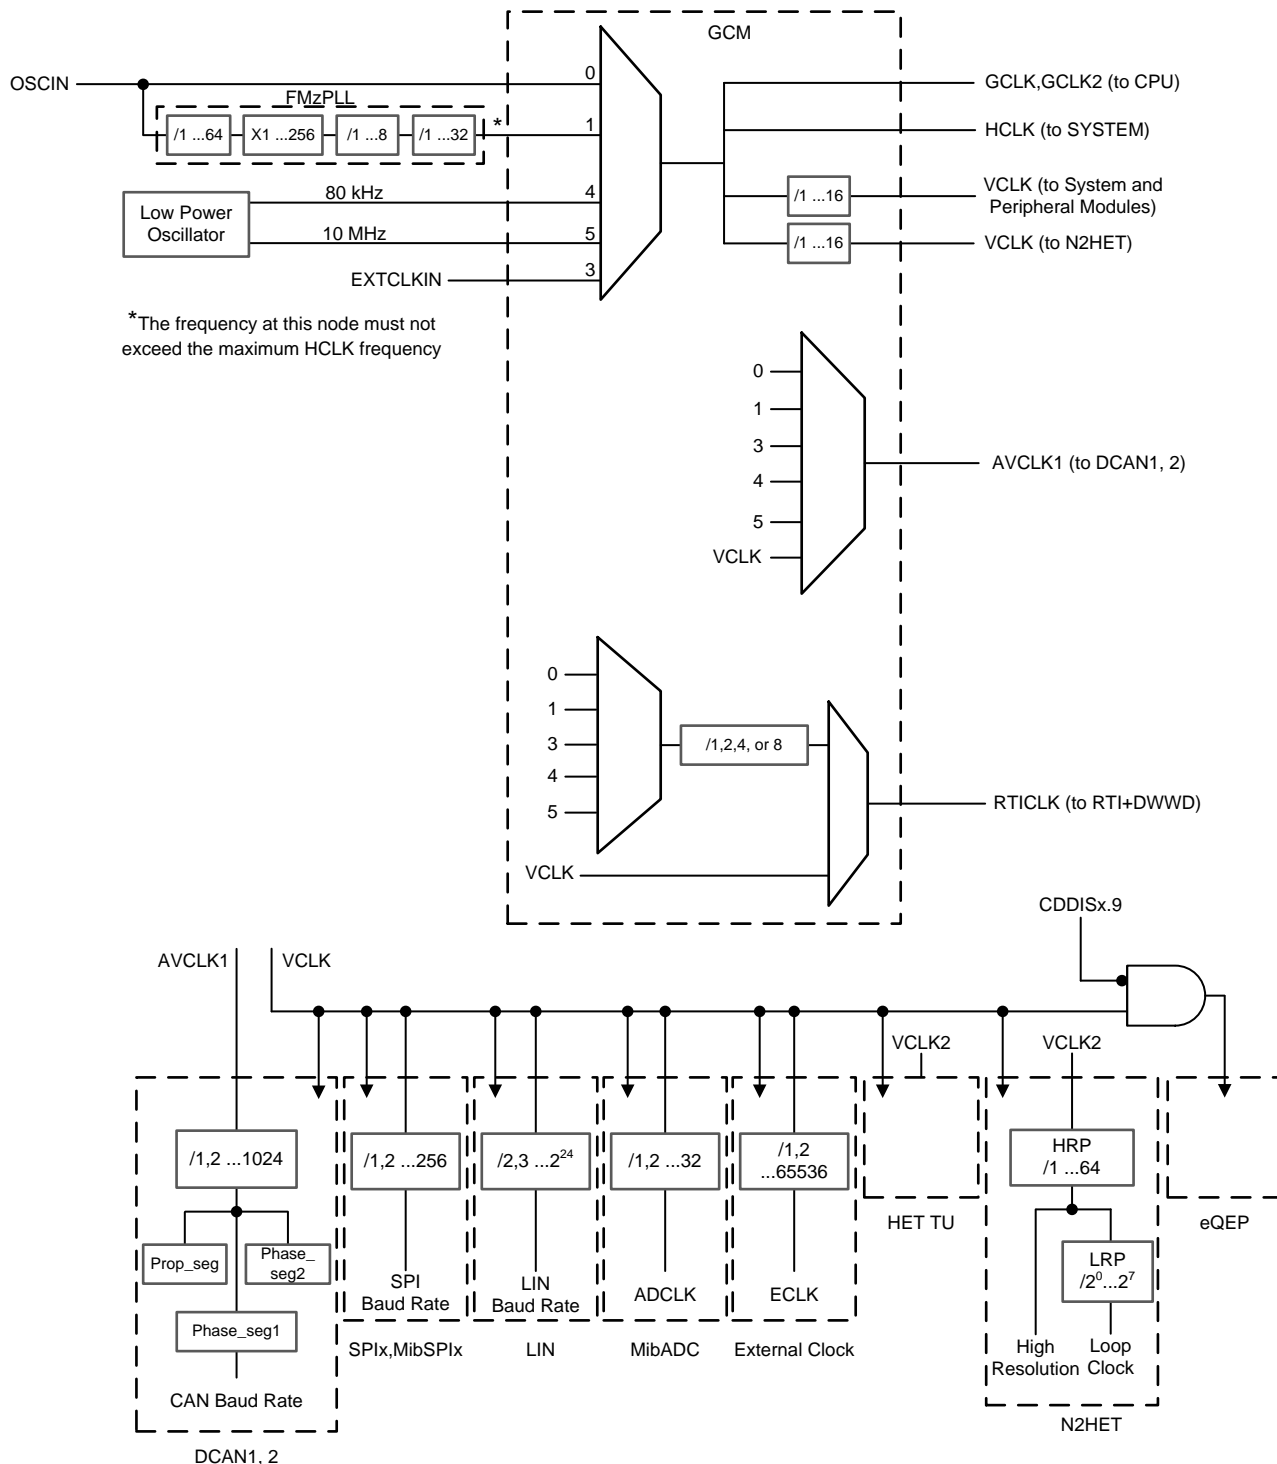 GCM
OSCIN
0
GCLK,GCLK2 (to CPU)
FMzPLL
*
/1 ...64
X1 ...256
/1 ...8
/1 ...32
1
HCLK (to SYSTEM)
80 kHz
4
/1 ...16
VCLK (to System and
Peripheral Modules)
Low Power
Oscillator
10 MHz
5
/1 ...16
VCLK (to N2HET)
EXTCLKIN
3
*The frequency at this node must not
exceed the maximum HCLK frequency
0
1
3
4
5
VCLK
AVCLK1 (to DCAN1, 2)
0
1
3
4
5
/1,2,4, or 8
VCLK
RTICLK (to RTI+DWWD)
CDDISx.9
AVCLK1
VCLK
VCLK2
VCLK2
/1,2 ...1024
/1,2 ...256
/2,3 ...2²⁴
/1,2 ...32
/1,2
...65536
HRP
/1 ...64
HET TU
eQEP
Prop_seg
Phase_
seg2
LRP
/2⁰...2⁷
SPI
Baud Rate
LIN
Baud Rate
ADCLK
ECLK
Phase_seg1
SPIx,MibSPIx
LIN
MibADC
External Clock
High
Resolution
Loop
Clock
CAN Baud Rate
N2HET
DCAN1, 2